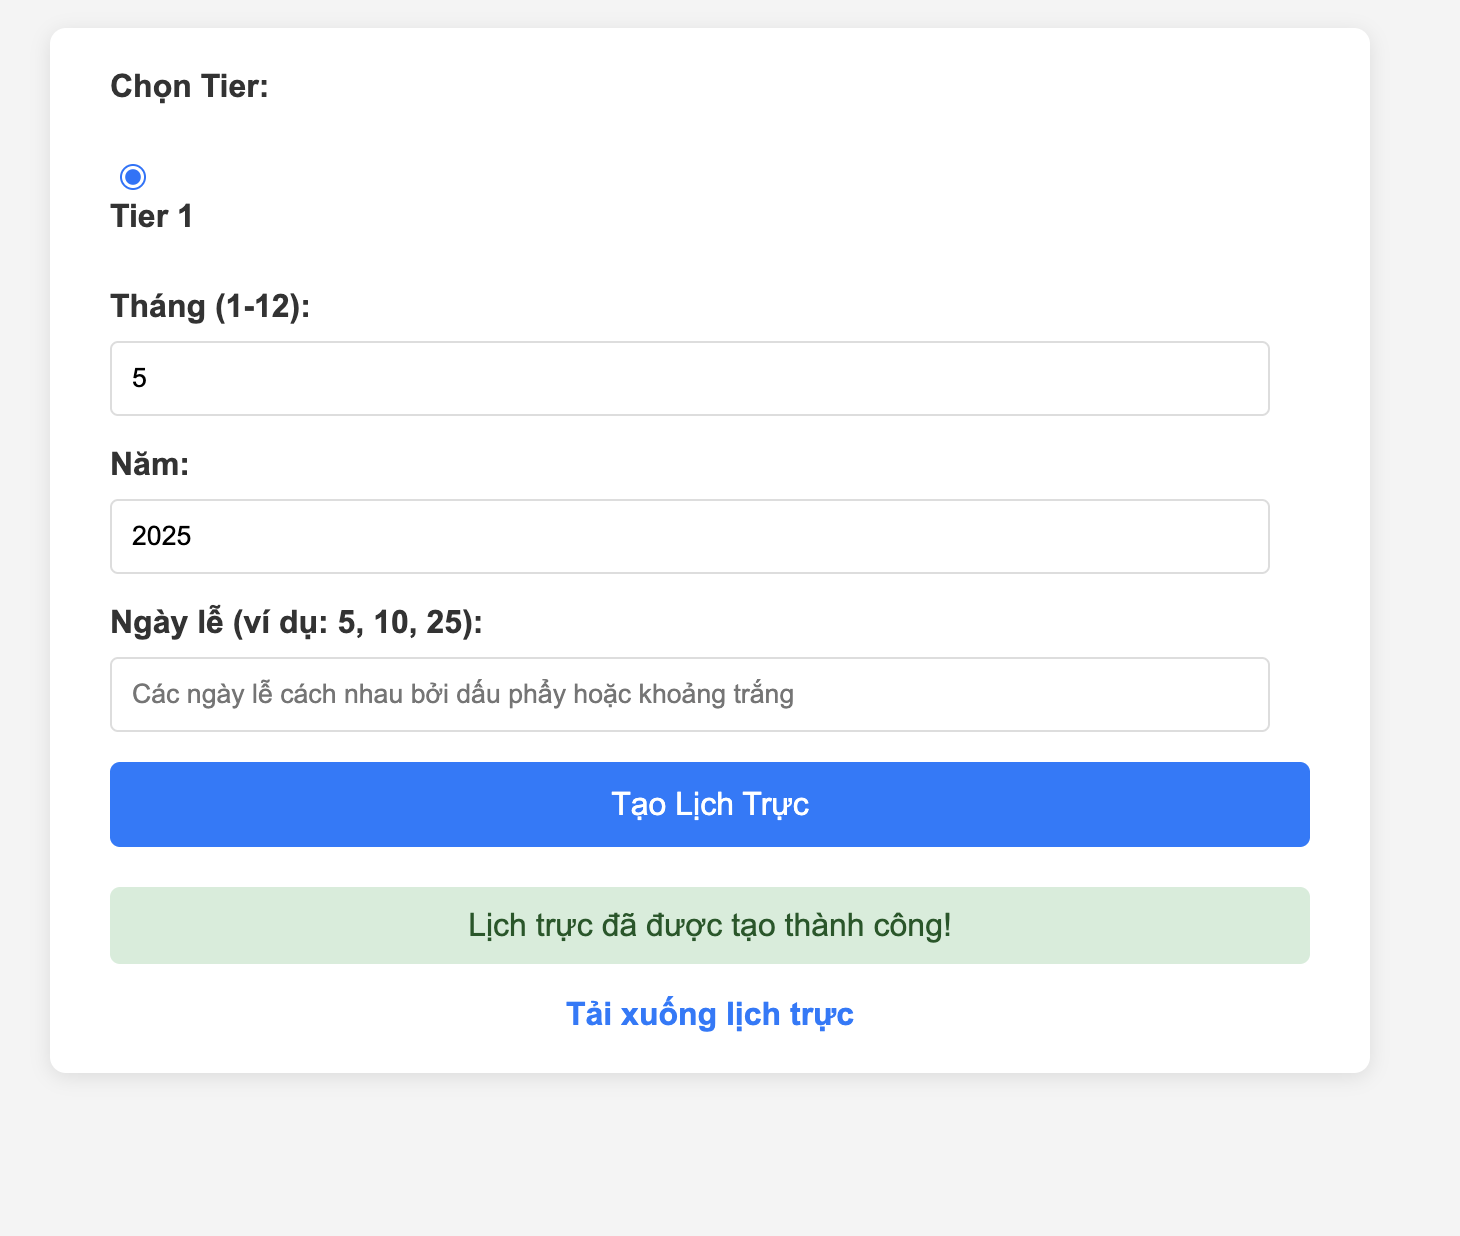 Chọn Tier:
Tier 1
Tháng (1-12):
5
Năm:
2025
Ngày lễ (ví dụ: 5, 10, 25):
Các ngày lễ cách nhau bởi dấu phẩy hoặc khoảng trắng
Tạo Lịch Trực
Lịch trực đã được tạo thành công!
Tải xuống lịch trực